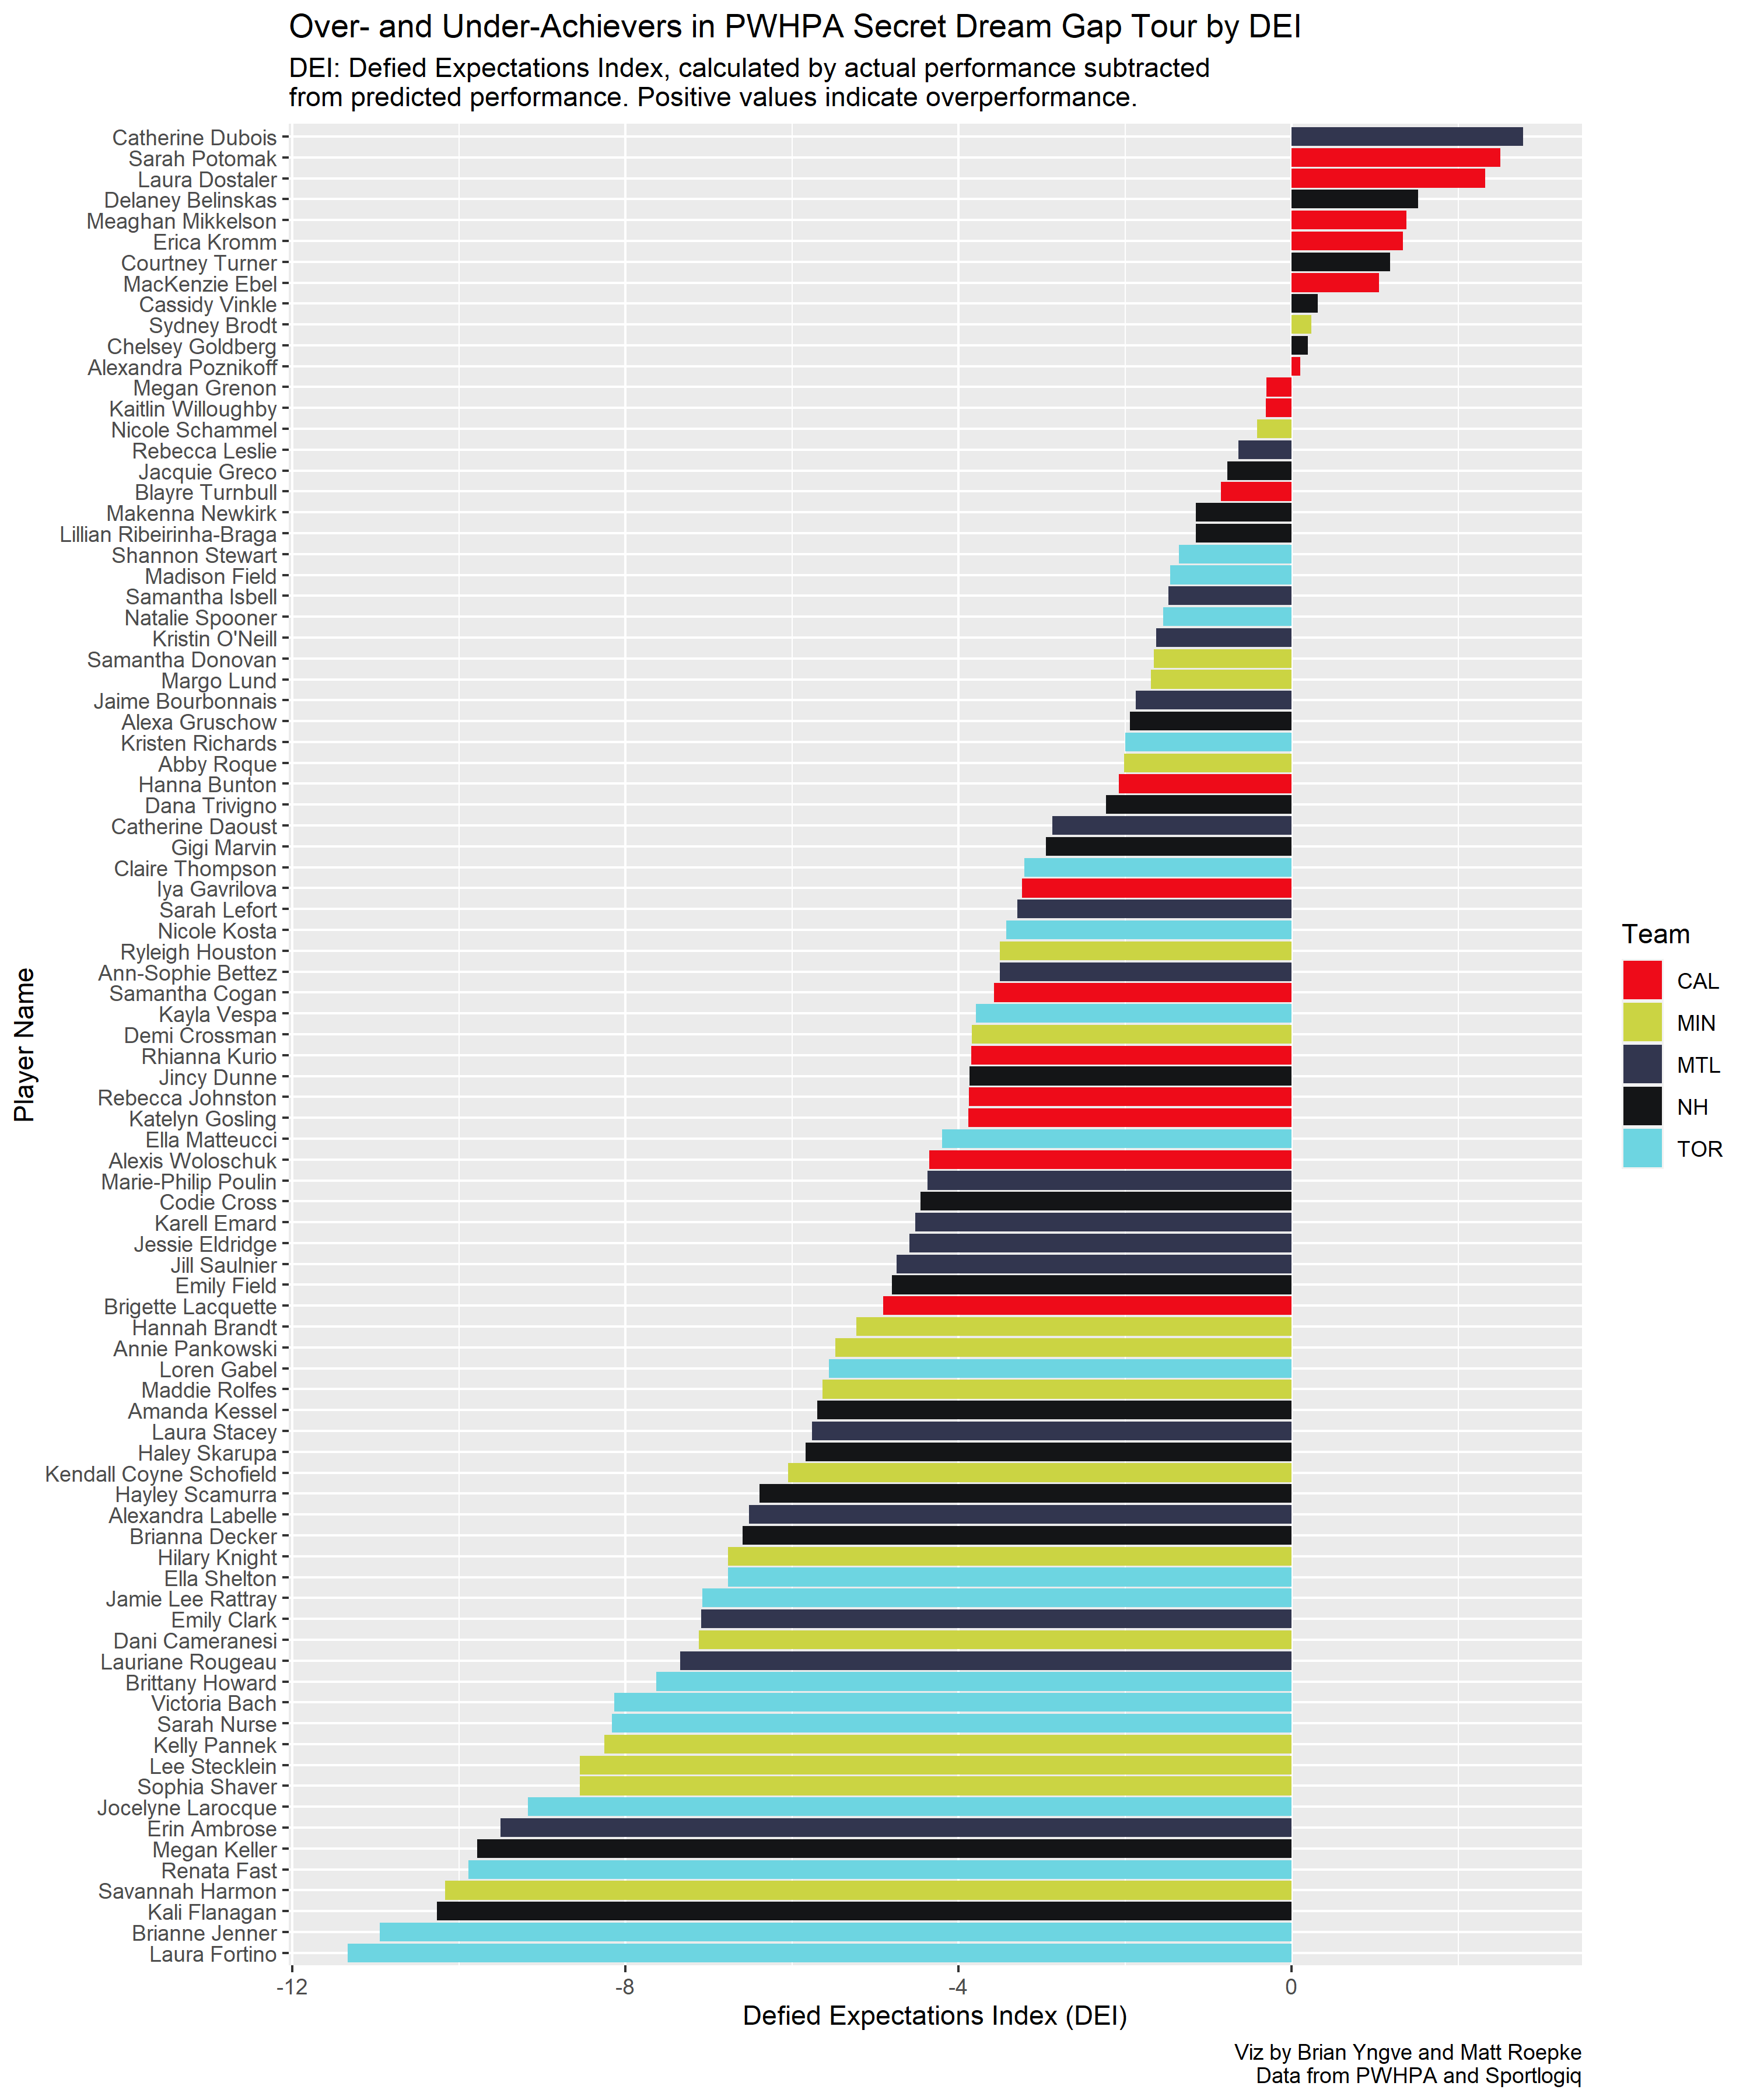 Over- and Under-Achievers in PWHPA Secret Dream Gap Tour by DEI
DEI: Defied Expectations Index, calculated by actual performance subtracted
from predicted performance. Positive values indicate overperformance.
Player Name
Catherine Dubois
Sarah Potomak
Laura Dostaler
Delaney Belinskas
Meaghan Mikkelson
Erica Kromm
Courtney Turner
MacKenzie Ebel
Cassidy Vinkle
Sydney Brodt
Chelsey Goldberg
Alexandra Poznikoff
Megan Grenon
Kaitlin Willoughby
Nicole Schammel
Rebecca Leslie
Jacquie Greco
Blayre Turnbull
Makenna Newkirk
Lillian Ribeirinha-Braga
Shannon Stewart
Madison Field
Samantha Isbell
Natalie Spooner
Kristin O'Neill
Samantha Donovan
Margo Lund
Jaime Bourbonnais
Alexa Gruschow
Kristen Richards
Abby Roque
Hanna Bunton
Dana Trivigno
Catherine Daoust
Gigi Marvin
Claire Thompson
Iya Gavrilova
Sarah Lefort
Nicole Kosta
Ryleigh Houston
Ann-Sophie Bettez
Samantha Cogan
Kayla Vespa
Demi Crossman
Rhianna Kurio
Jincy Dunne
Rebecca Johnston
Katelyn Gosling
Ella Matteucci
Alexis Woloschuk
Marie-Philip Poulin
Codie Cross
Karell Emard
Jessie Eldridge
Jill Saulnier
Emily Field
Brigette Lacquette
Hannah Brandt
Annie Pankowski
Loren Gabel
Maddie Rolfes
Amanda Kessel
Laura Stacey
Haley Skarupa
Kendall Coyne Schofield
Hayley Scamurra
Alexandra Labelle
Brianna Decker
Hilary Knight
Ella Shelton
Jamie Lee Rattray
Emily Clark
Dani Cameranesi
Lauriane Rougeau
Brittany Howard
Victoria Bach
Sarah Nurse
Kelly Pannek
Lee Stecklein
Sophia Shaver
Jocelyne Larocque
Erin Ambrose
Megan Keller
Renata Fast
Savannah Harmon
Kali Flanagan
Brianne Jenner
Laura Fortino
-12 -8 -4 0
Defied Expectations Index (DEI)
Team
CAL
MIN
MTL
NH
TOR
Viz by Brian Yngve and Matt Roepke
Data from PWHPA and Sportlogiq